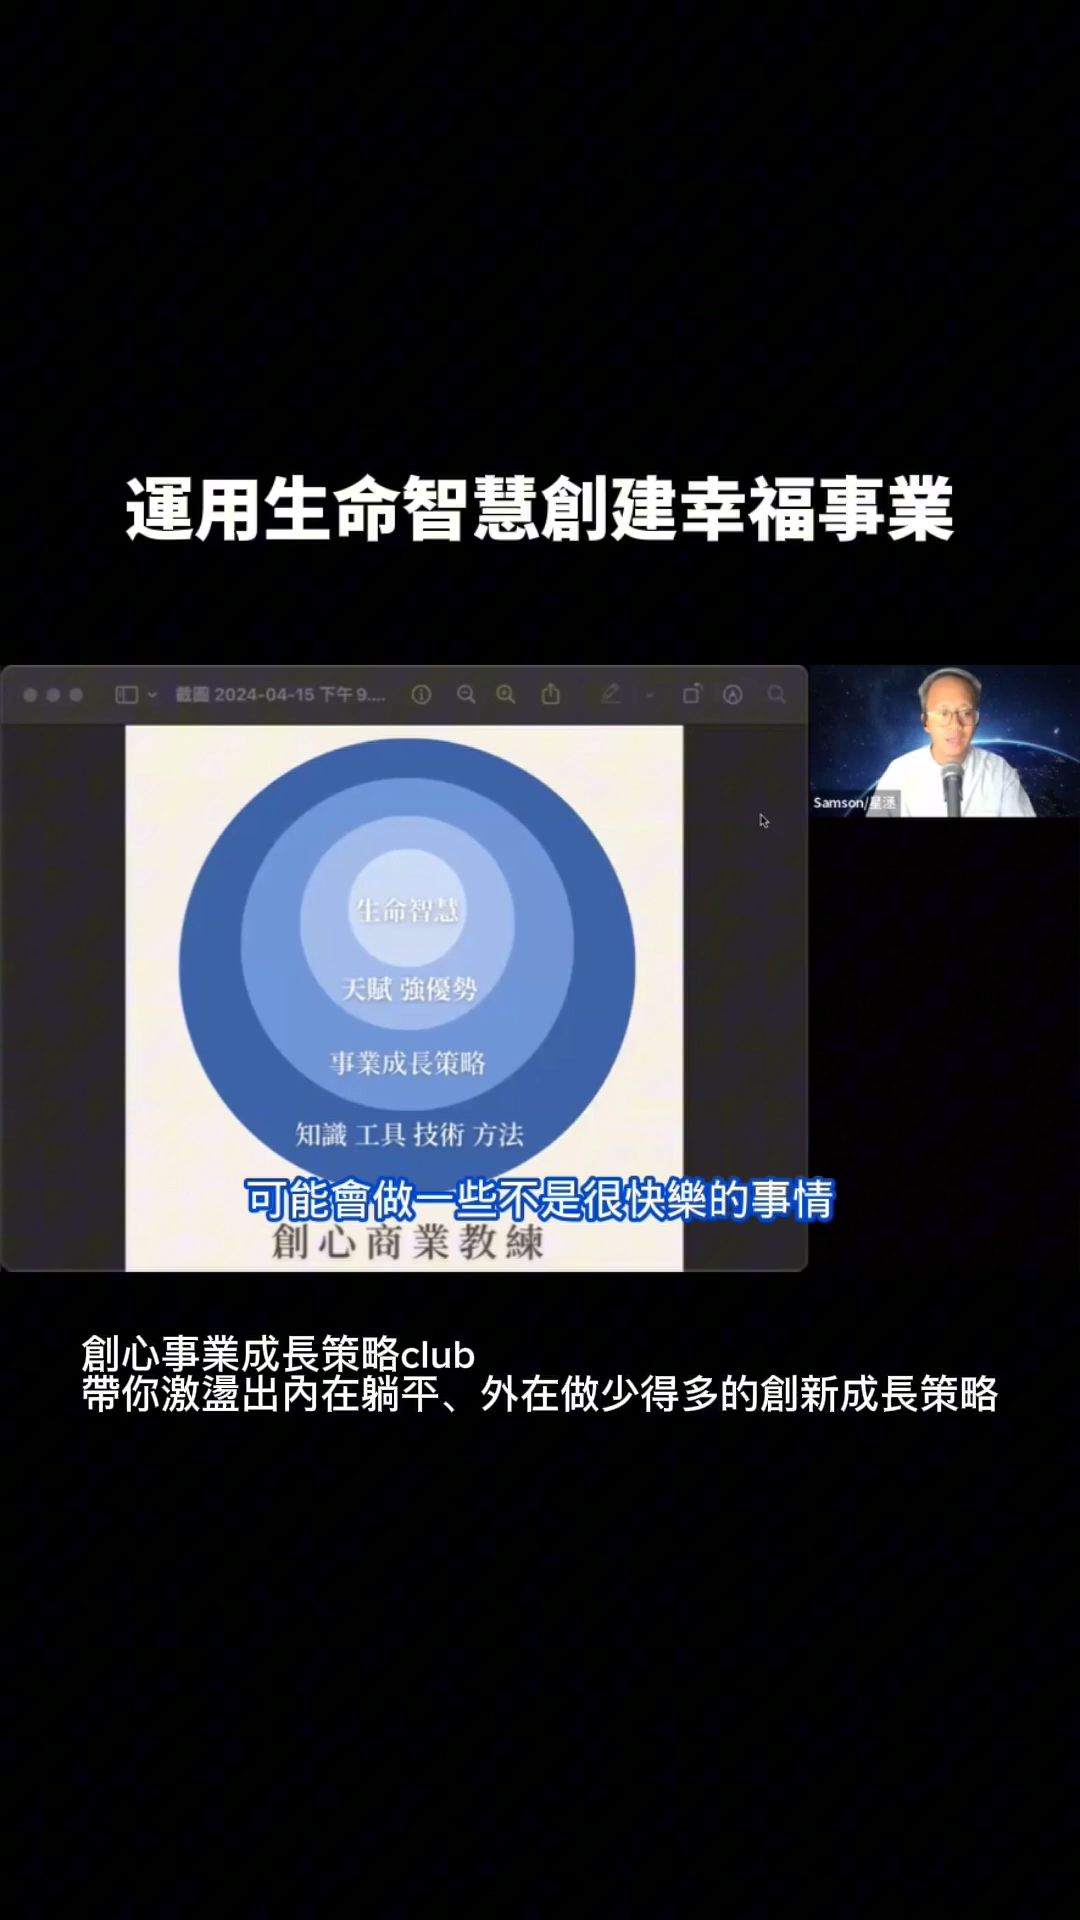 運用生命智慧創建幸福事業
截圖 2024-04-15 下午 9....
Samson/星丞
生命智慧
天賦 強優勢
事業成長策略
知識 工具 技術 方法
可能會做一些不是很快樂的事情
創心商業教練
創心事業成長策略club
帶你激盪出內在躺平、外在做少得多的創新成長策略